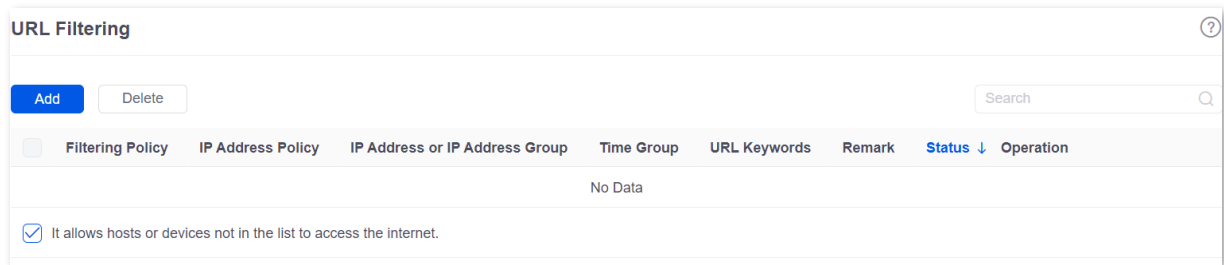 URL Filtering
Add Delete Search
Filtering Policy IP Address Policy IP Address or IP Address Group Time Group URL Keywords Remark Status ↓ Operation
No Data
It allows hosts or devices not in the list to access the internet.